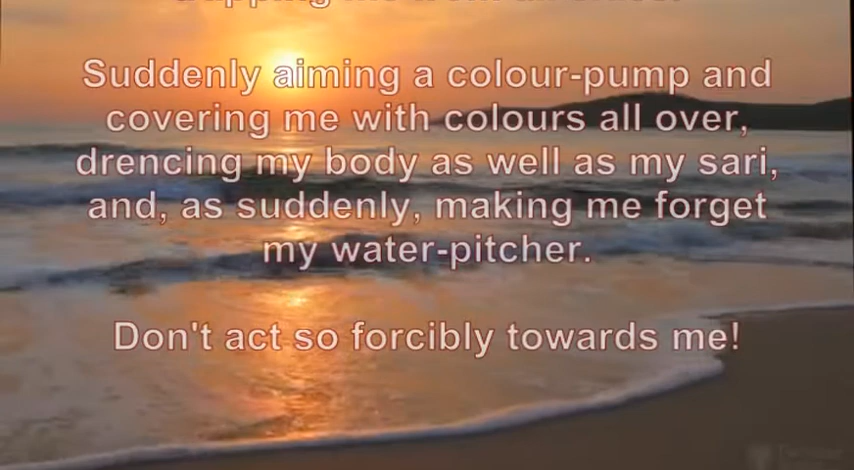 Suddenly aiming a colour-pump and
covering me with colours all over,
drencing my body as well as my sari,
and, as suddenly, making me forget
my water-pitcher.
Don't act so forcibly towards me!